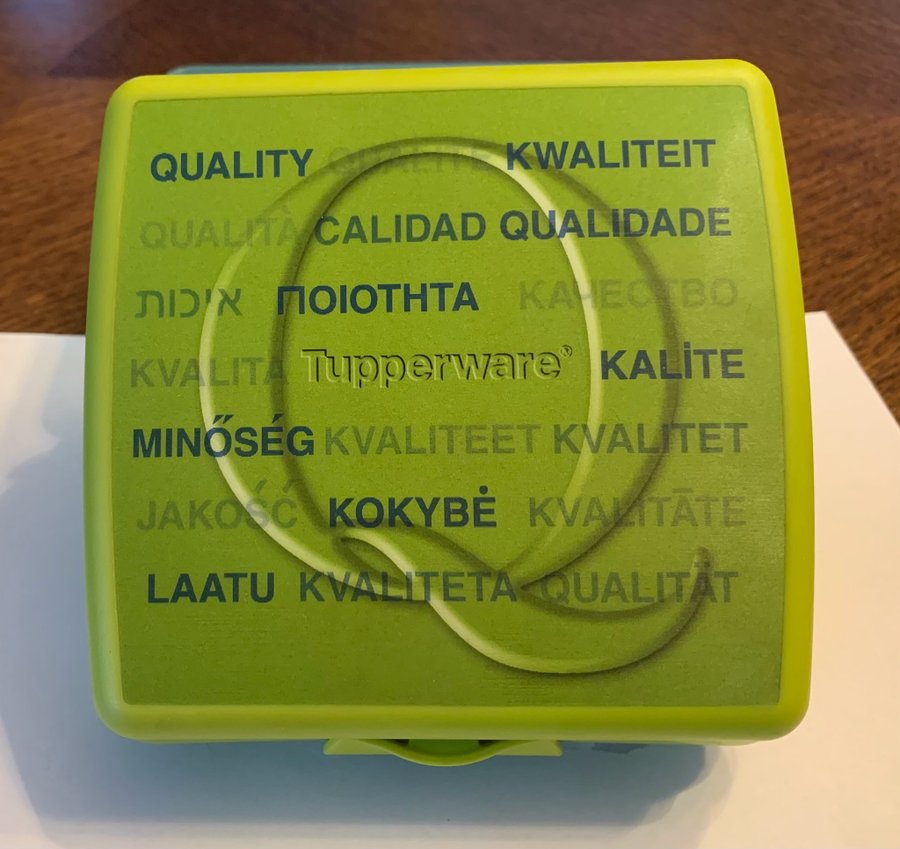 QUALITY QUALITÉ KWALITEIT
QUALITÀ CALIDAD QUALIDADE
איכות ΠΟΙΟΤΗΤΑ КАЧЕСТВО
KVALITA Tupperware® KALİTE
MINŐSÉG KVALITEET KVALITET
JAKOŚĆ KOKYBĖ KVALITĀTE
LAATU KVALITETA QUALITÄT